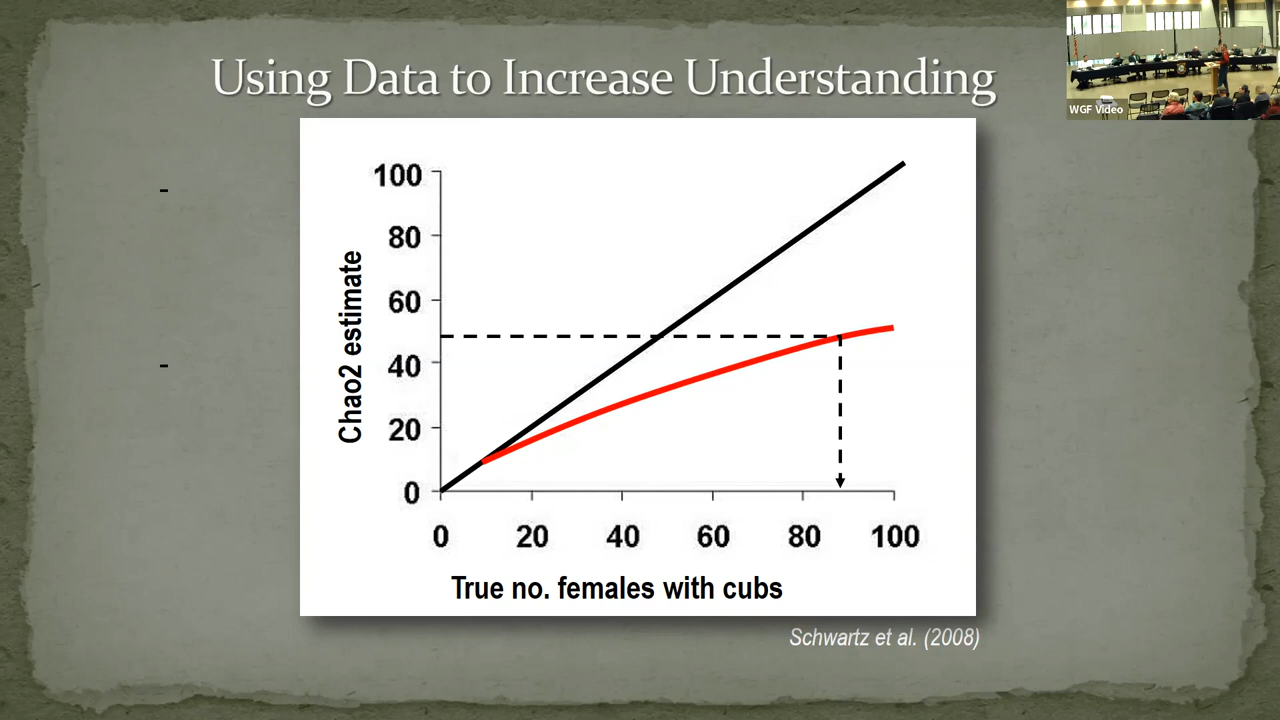 Using Data to Increase Understanding
WGF Video
-
-
Chao2 estimate
100
80
60
40
20
0
0 20 40 60 80 100
True no. females with cubs
Schwartz et al. (2008)